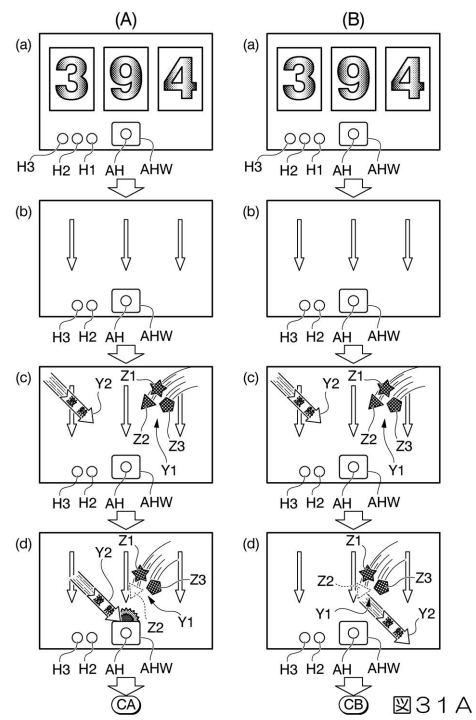 (A) (B)
(a) (a)
3 9 4 3 9 4
H3 H2 H1 AH AHW H3 H2 H1 AH AHW
(b) (b)
H3 H2 AH AHW H3 H2 AH AHW
(c) (c)
Z1 Z1
Y2 Y2
Z2 Z3 Z2 Z3
Y1 Y1
H3 H2 AH AHW H3 H2 AH AHW
(d) (d)
Z1 Z1
Y2 Z3 Z2 Z3
Y1 Y1 Y2
Z2
H3 H2 AH AHW H3 H2 AH AHW
CA CB 図31A